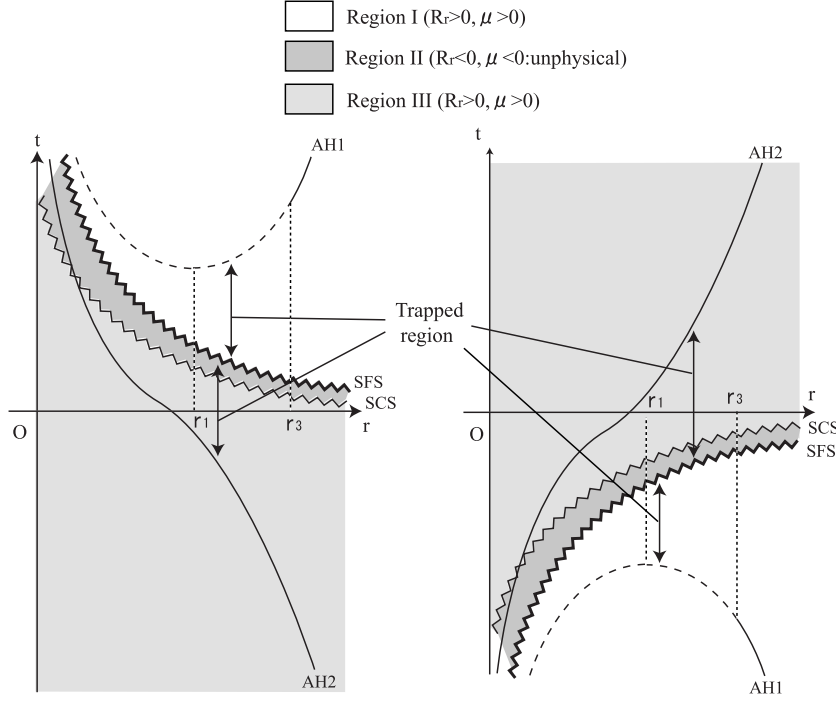 Region I (Rr>0, μ>0)
Region II (Rr<0, μ<0:unphysical)
Region III (Rr>0, μ>0)
t
AH1
Trapped
region
SFS
SCS
r
r1
r3
O
AH2
t
AH2
r1
r3
r
O
SCS
SFS
AH1